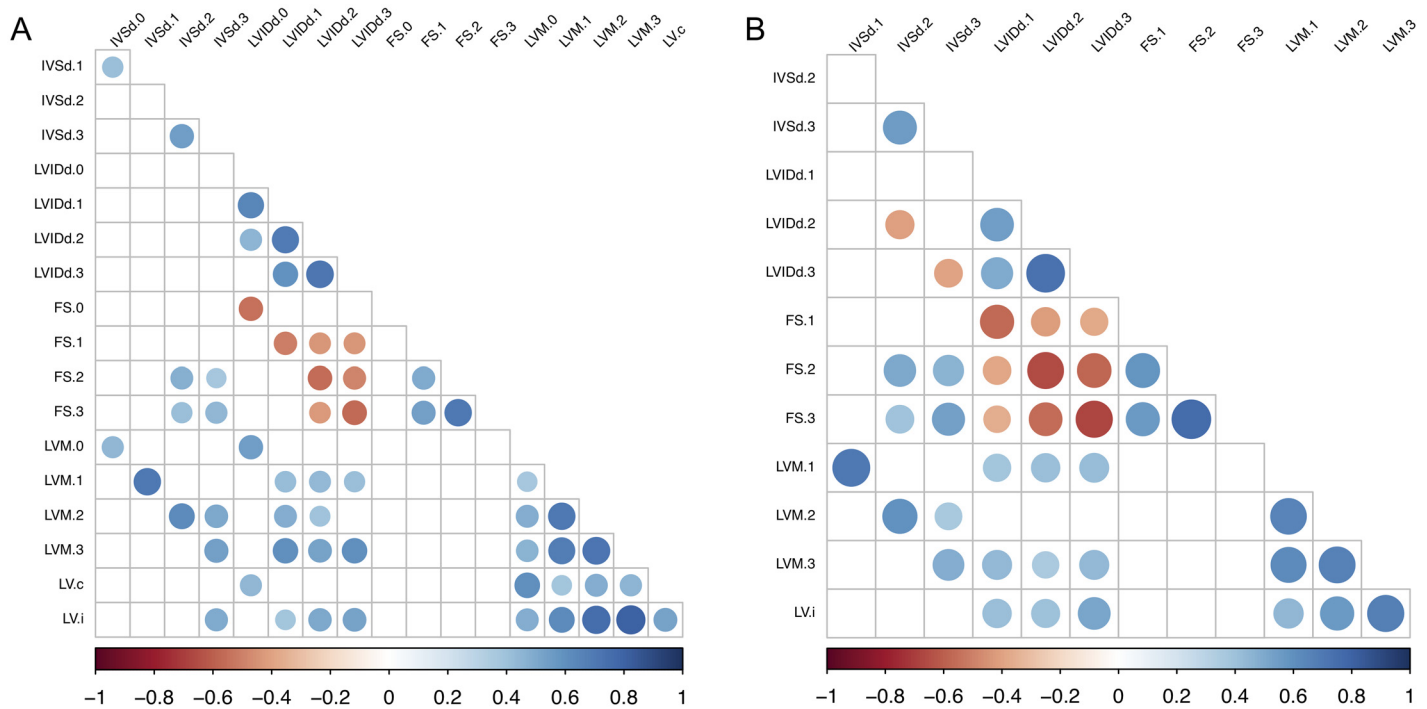 A
IVSd.0 IVSd.1 IVSd.2 IVSd.3 LVIDd.0 LVIDd.1 LVIDd.2 LVIDd.3 FS.0 FS.1 FS.2 FS.3 LVM.0 LVM.1 LVM.2 LVM.3 LV.c
IVSd.1
IVSd.2
IVSd.3
LVIDd.0
LVIDd.1
LVIDd.2
LVIDd.3
FS.0
FS.1
FS.2
FS.3
LVM.0
LVM.1
LVM.2
LVM.3
LV.c
LV.i
−1 −0.8 −0.6 −0.4 −0.2 0 0.2 0.4 0.6 0.8 1
B
IVSd.1 IVSd.2 IVSd.3 LVIDd.1 LVIDd.2 LVIDd.3 FS.1 FS.2 FS.3 LVM.1 LVM.2 LVM.3
IVSd.2
IVSd.3
LVIDd.1
LVIDd.2
LVIDd.3
FS.1
FS.2
FS.3
LVM.1
LVM.2
LVM.3
LV.i
−1 −0.8 −0.6 −0.4 −0.2 0 0.2 0.4 0.6 0.8 1